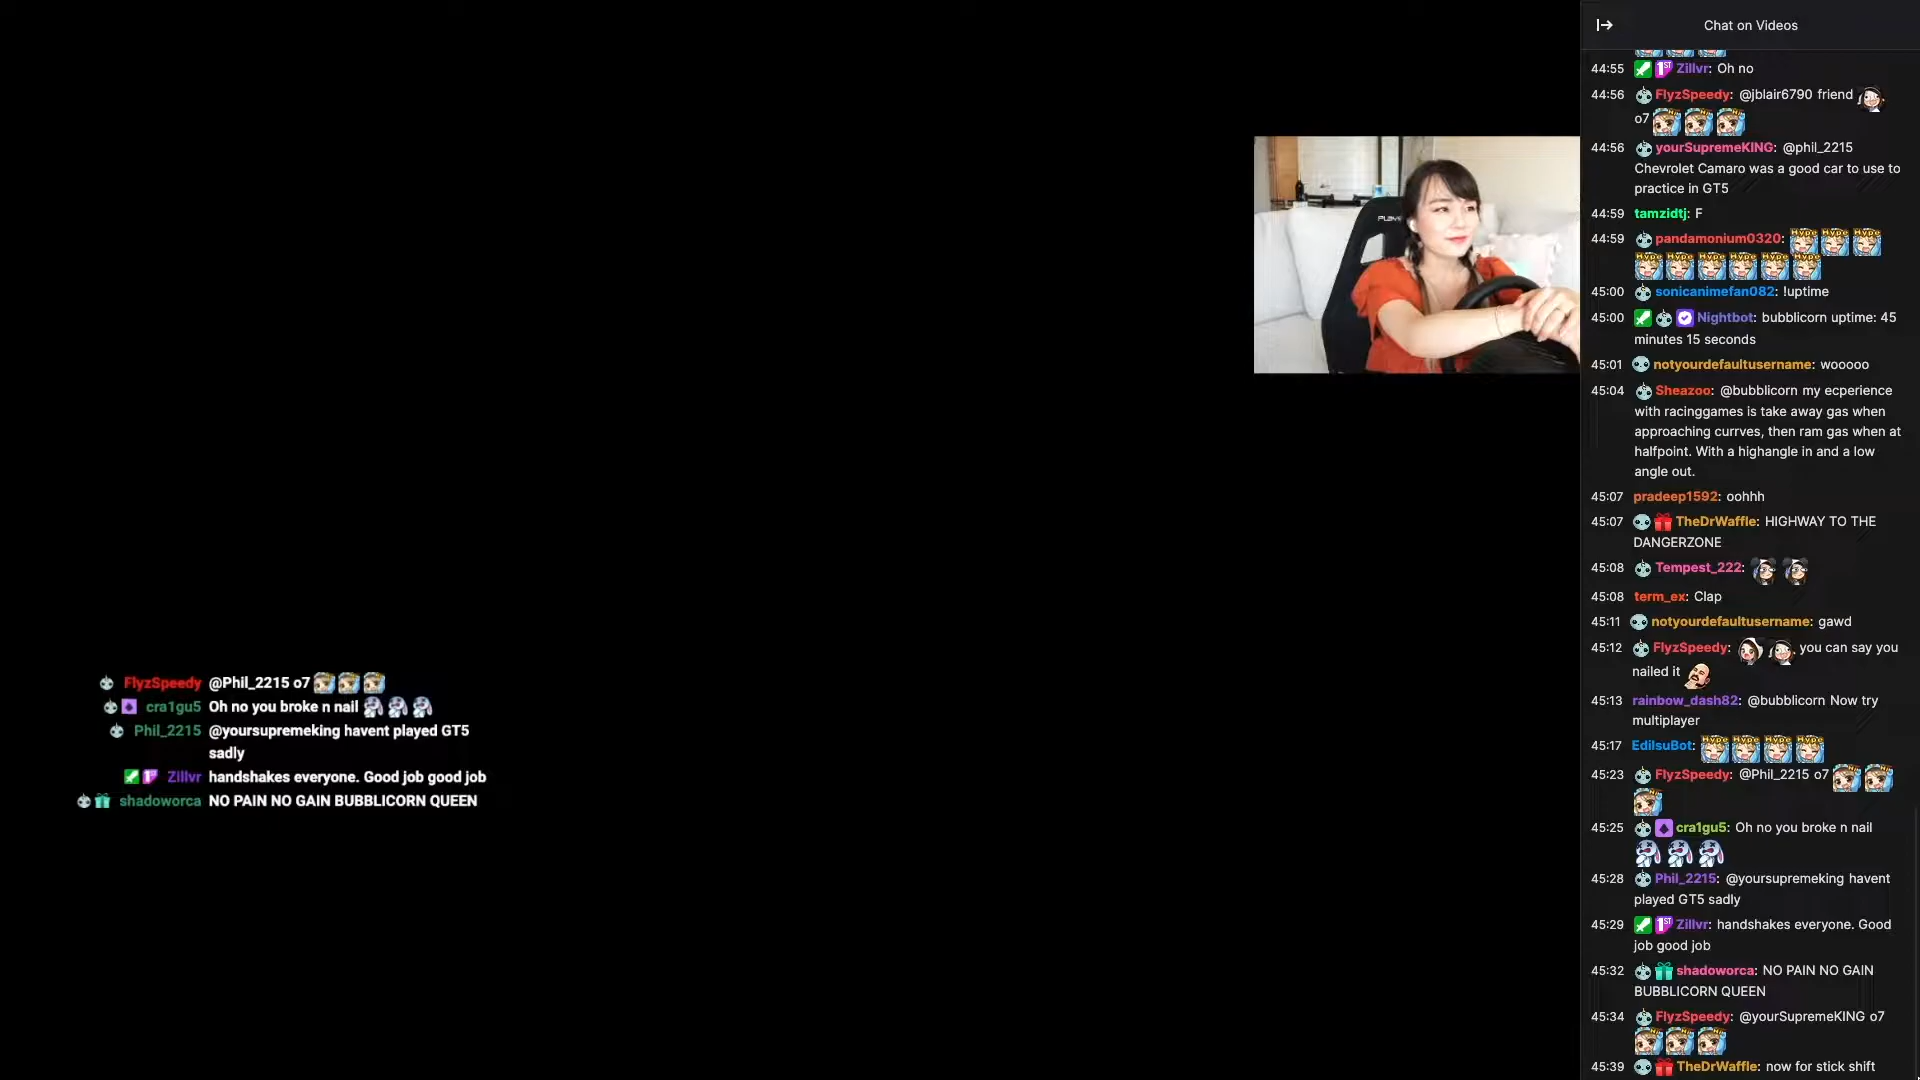 Chat on Videos
44:55 Zillvr: Oh no
44:56 FlyzSpeedy: @jblair6790 friend
o7
44:56 yourSupremeKING: @phil_2215
Chevrolet Camaro was a good car to use to
practice in GT5
44:59 tamzidtj: F
44:59 pandamonium0320:
45:00 sonicanimefan082: !uptime
45:00 Nightbot: bubblicorn uptime: 45
minutes 15 seconds
45:01 notyourdefaultusername: wooooo
45:04 Sheazoo: @bubblicorn my ecperience
with racinggames is take away gas when
approaching currves, then ram gas when at
halfpoint. With a highangle in and a low
angle out.
45:07 pradeep1592: oohhh
45:07 TheDrWaffle: HIGHWAY TO THE
DANGERZONE
45:08 Tempest_222:
45:08 term_ex: Clap
45:11 notyourdefaultusername: gawd
45:12 FlyzSpeedy: you can say you
nailed it
45:13 rainbow_dash82: @bubblicorn Now try
multiplayer
45:17 EdilsuBot:
45:23 FlyzSpeedy: @Phil_2215 o7
45:25 cra1gu5: Oh no you broke n nail
45:28 Phil_2215: @yoursupremeking havent
played GT5 sadly
45:29 Zillvr: handshakes everyone. Good
job good job
45:32 shadoworca: NO PAIN NO GAIN
BUBBLICORN QUEEN
45:34 FlyzSpeedy: @yourSupremeKING o7
45:39 TheDrWaffle: now for stick shift
FlyzSpeedy @Phil_2215 o7
cra1gu5 Oh no you broke n nail
Phil_2215 @yoursupremeking havent played GT5
sadly
Zillvr handshakes everyone. Good job good job
shadoworca NO PAIN NO GAIN BUBBLICORN QUEEN